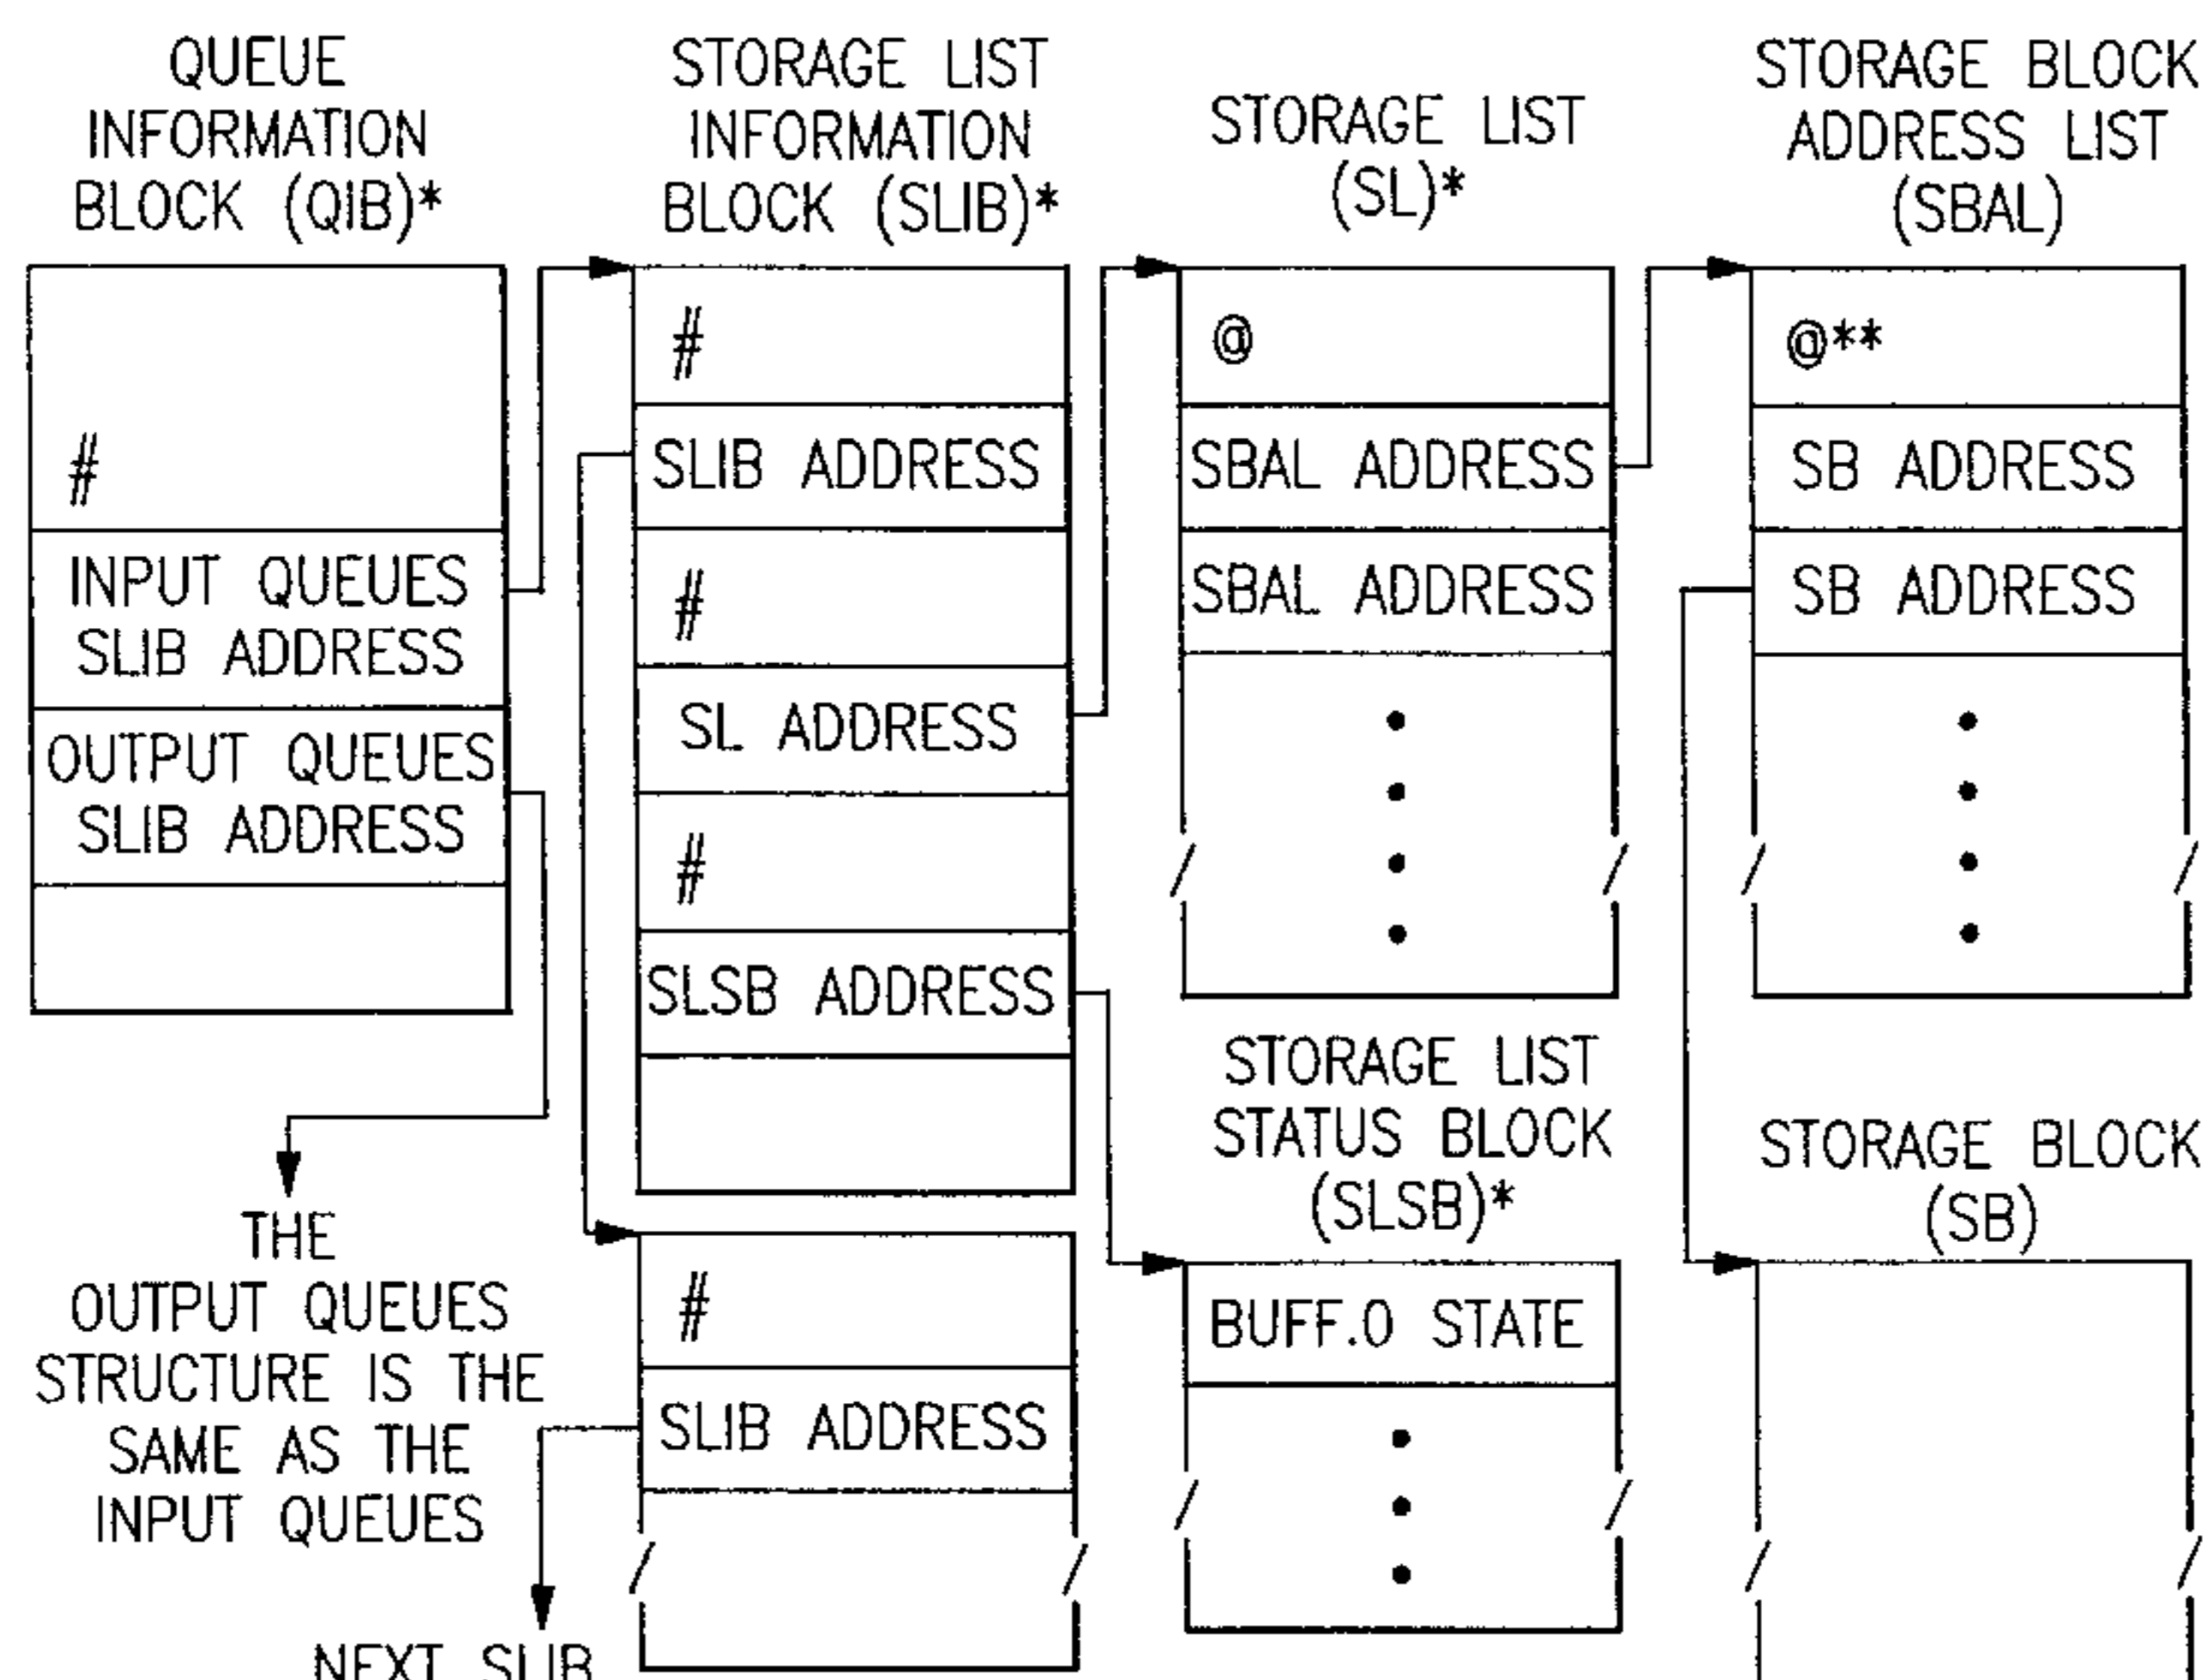 QUEUE
INFORMATION
BLOCK (QIB)*
#
INPUT QUEUES
SLIB ADDRESS
OUTPUT QUEUES
SLIB ADDRESS
THE
OUTPUT QUEUES
STRUCTURE IS THE
SAME AS THE
INPUT QUEUES
STORAGE LIST
INFORMATION
BLOCK (SLIB)*
#
SLIB ADDRESS
#
SL ADDRESS
#
SLSB ADDRESS
#
SLIB ADDRESS
NEXT SLIB
STORAGE LIST
(SL)*
@
SBAL ADDRESS
SBAL ADDRESS
STORAGE LIST
STATUS BLOCK
(SLSB)*
BUFF.0 STATE
STORAGE BLOCK
ADDRESS LIST
(SBAL)
@**
SB ADDRESS
SB ADDRESS
STORAGE BLOCK
(SB)